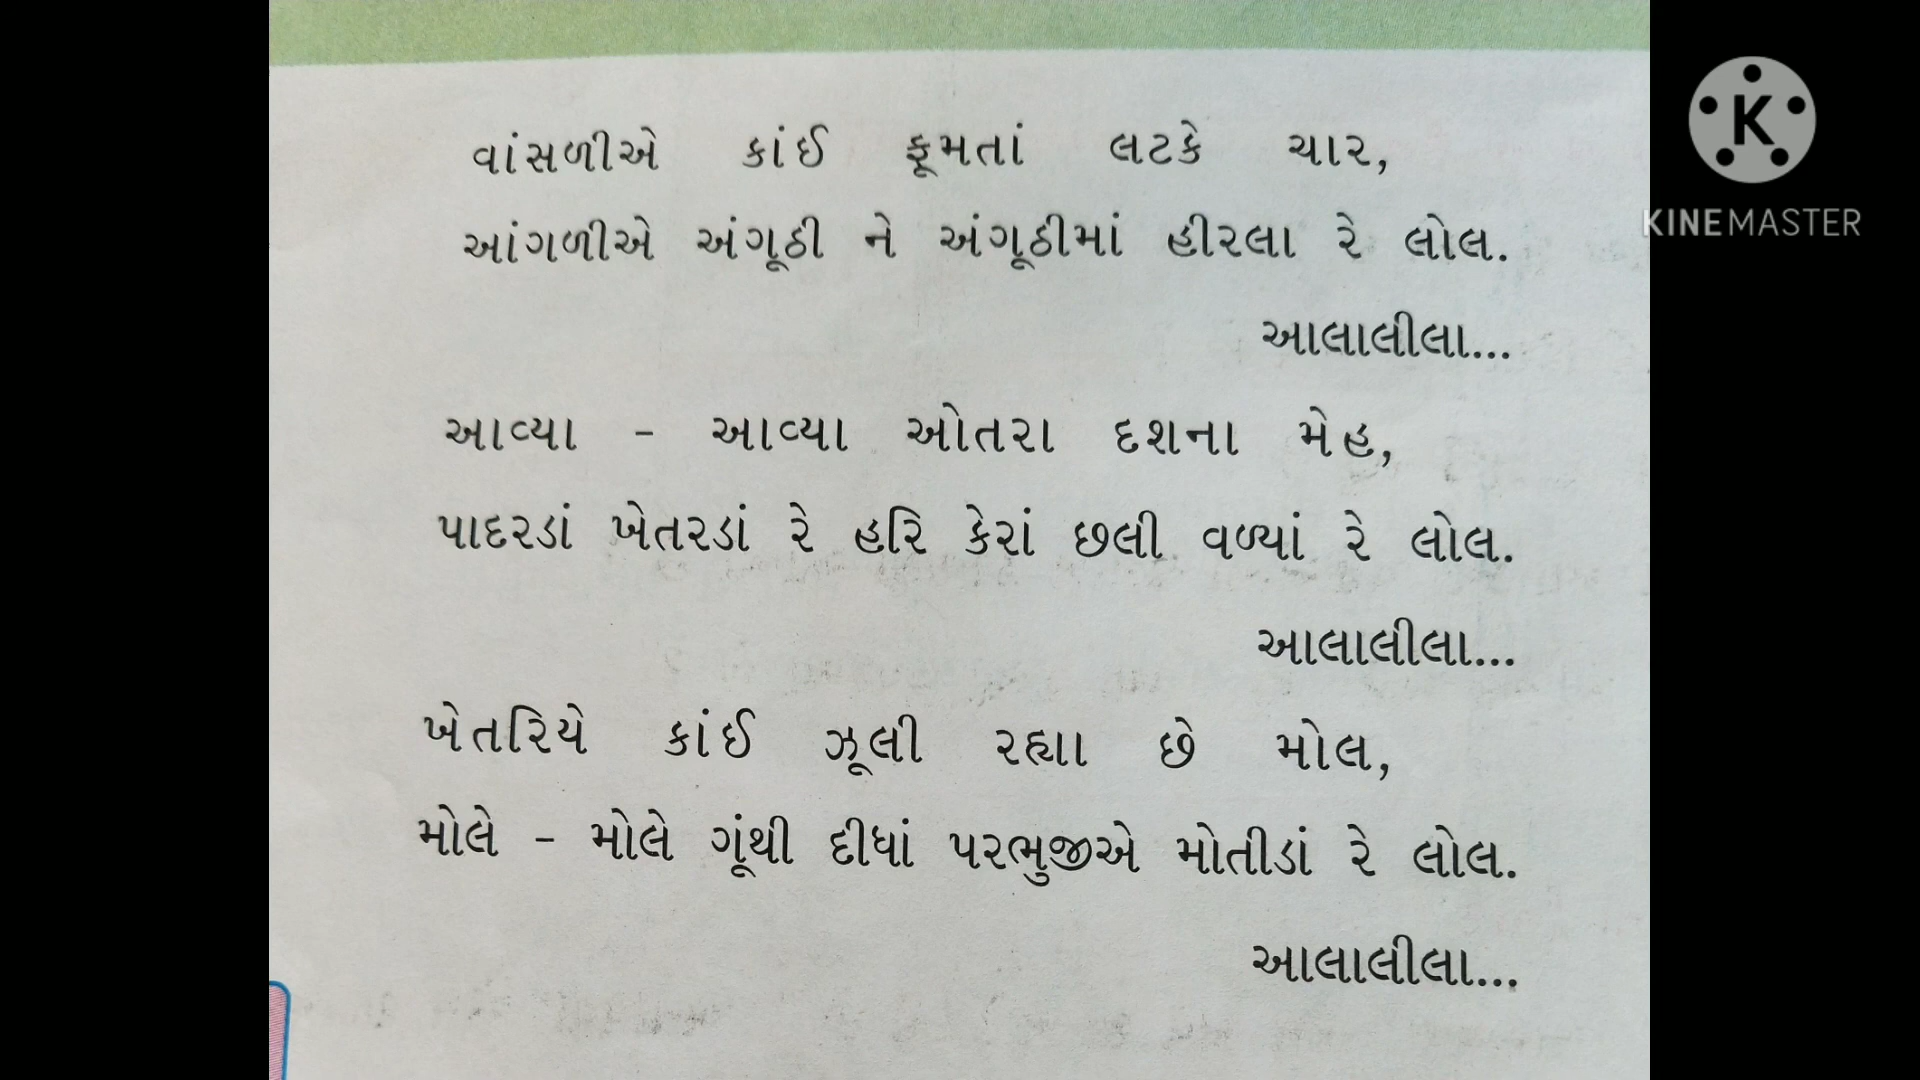 વાંસળીએ કાંઈ ફૂમતાં લટકે ચાર,
આંગળીએ અંગૂઠી ને અંગૂઠીમાં હીરલા રે લોલ.
આલાલીલા...
આવ્યા - આવ્યા ઓતરા દશના મેહ,
પાદરડાં ખેતરડાં રે હરિ કેરાં છલી વળ્યાં રે લોલ.
આલાલીલા...
ખેતરિયે કાંઈ ઝૂલી રહ્યા છે મોલ,
મોલે - મોલે ગૂંથી દીધાં પરભુજીએ મોતીડાં રે લોલ.
આલાલીલા...
K
KINEMASTER